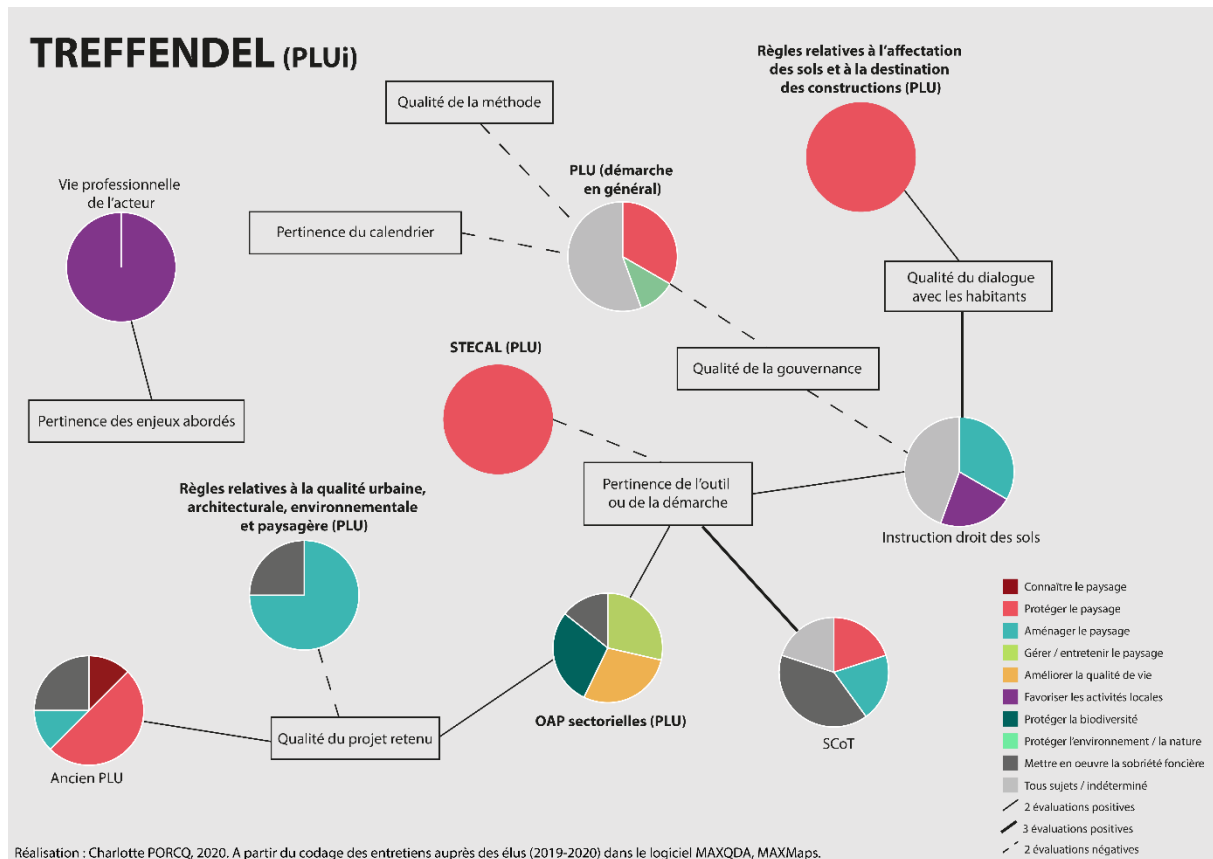 TREFFENDEL (PLUi)
Règles relatives à l'affectation
des sols et à la destination
des constructions (PLU)
Qualité de la méthode
PLU (démarche
en général)
Vie professionnelle
de l'acteur
Pertinence du calendrier
Qualité du dialogue
avec les habitants
STECAL (PLU)
Qualité de la gouvernance
Pertinence des enjeux abordés
Règles relatives à la qualité urbaine,
architecturale, environnementale
et paysagère (PLU)
Pertinence de l'outil
ou de la démarche
Instruction droit des sols
OAP sectorielles (PLU)
SCoT
Qualité du projet retenu
Ancien PLU
Connaître le paysage
Protéger le paysage
Aménager le paysage
Gérer / entretenir le paysage
Améliorer la qualité de vie
Favoriser les activités locales
Protéger la biodiversité
Protéger l'environnement / la nature
Mettre en oeuvre la sobriété foncière
Tous sujets / indéterminé
2 évaluations positives
3 évaluations positives
2 évaluations négatives
Réalisation : Charlotte PORCQ, 2020. A partir du codage des entretiens auprès des élus (2019-2020) dans le logiciel MAXQDA, MAXMaps.